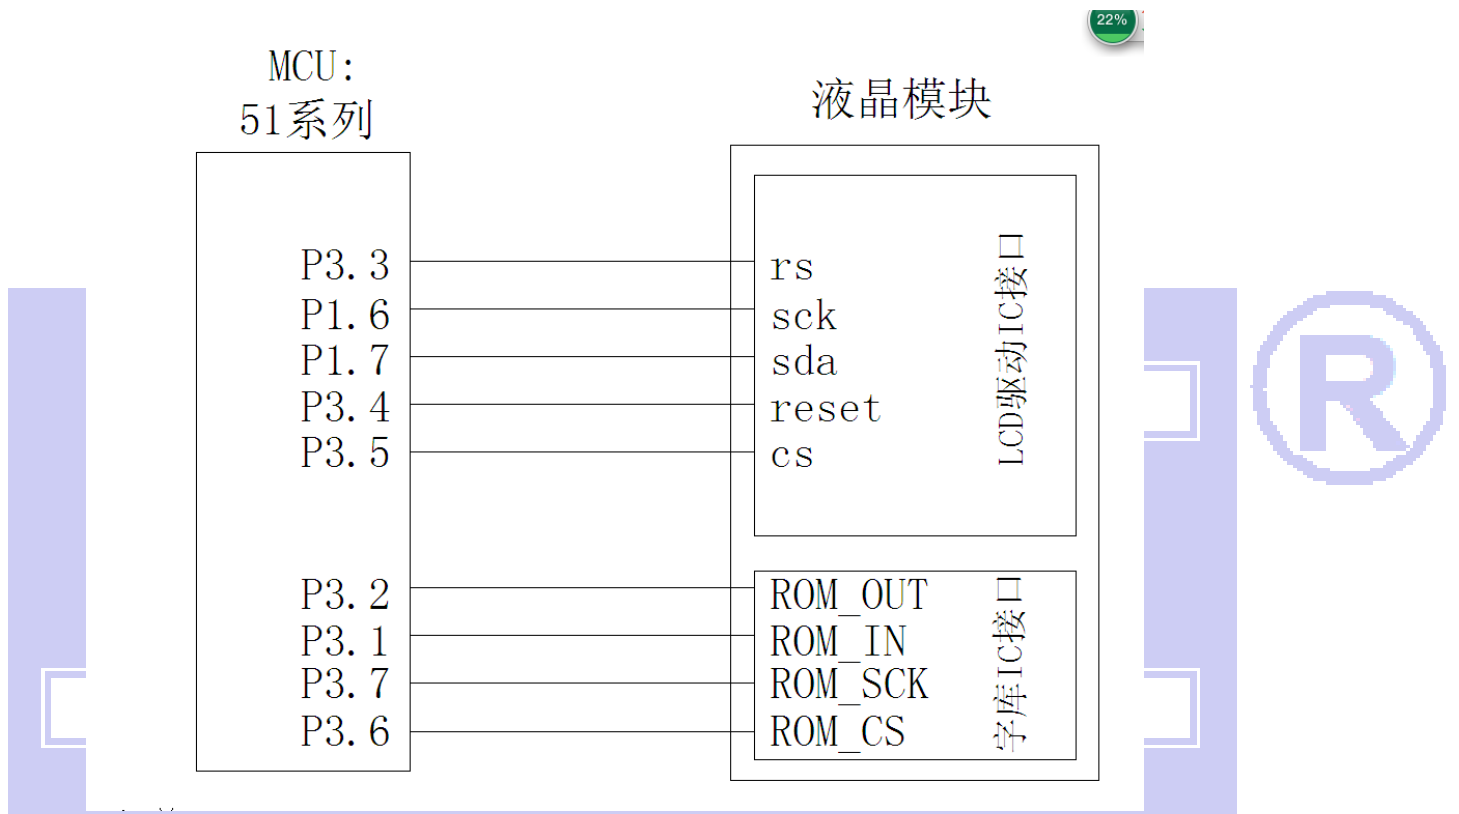 22%
MCU:
51系列
液晶模块
P3.3
rs
P1.6
sck
P1.7
sda
P3.4
reset
P3.5
cs
LCD驱动IC接口
P3.2
ROM_OUT
P3.1
ROM_IN
P3.7
ROM_SCK
P3.6
ROM_CS
字库IC接口
®